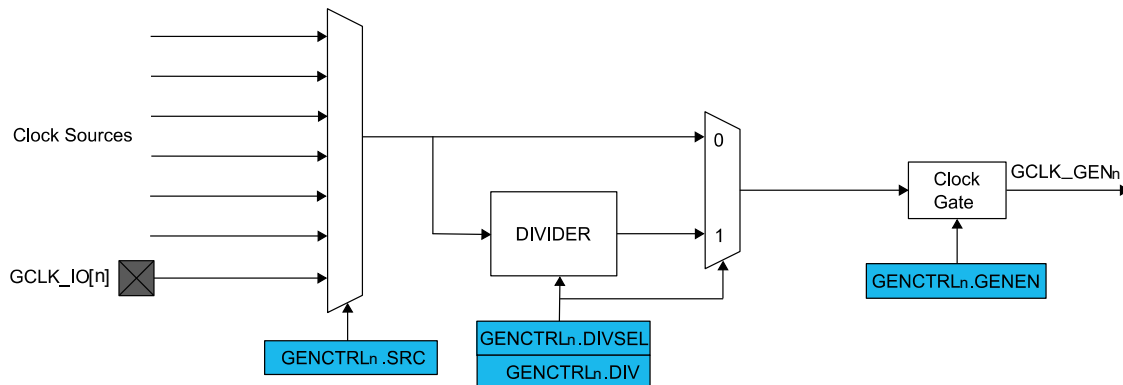 Clock Sources
GCLK_IO[n]
GENCTRLn.SRC
DIVIDER
GENCTRLn.DIVSEL
GENCTRLn.DIV
0
1
Clock
Gate
GCLK_GENn
GENCTRLn.GENEN